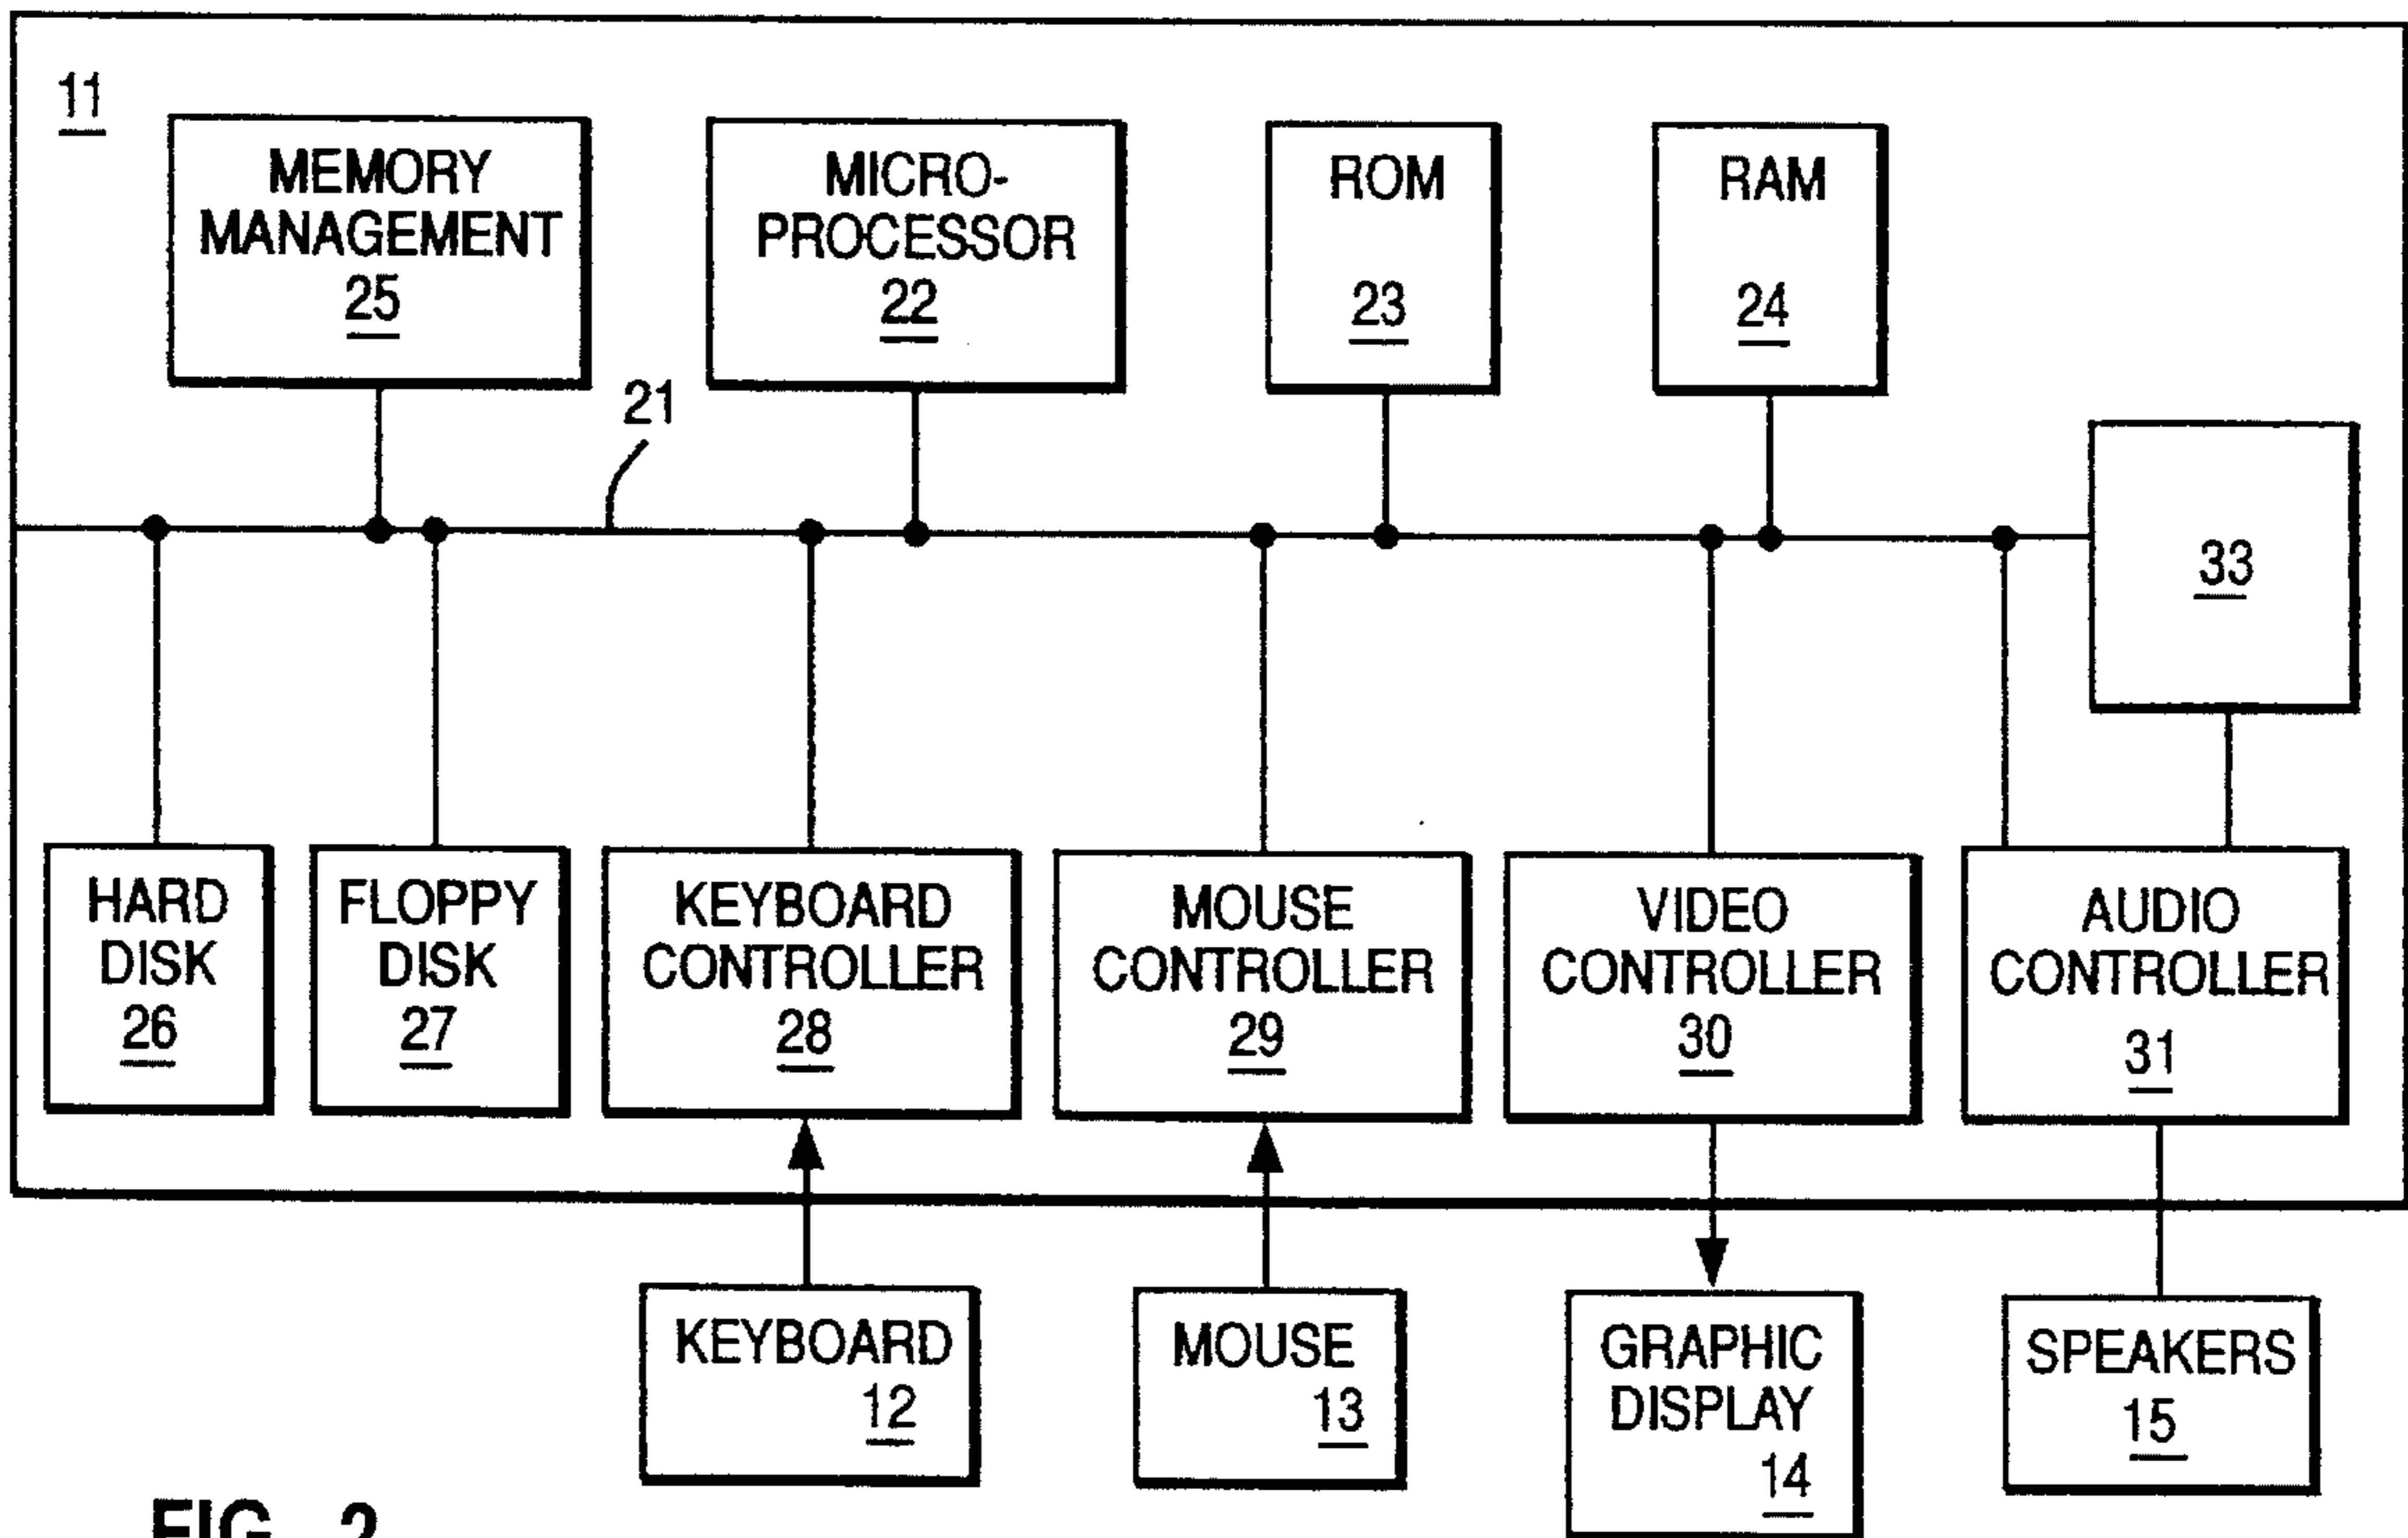 11
MEMORY
MANAGEMENT
25
MICRO-
PROCESSOR
22
ROM
23
RAM
24
21
33
HARD
DISK
26
FLOPPY
DISK
27
KEYBOARD
CONTROLLER
28
MOUSE
CONTROLLER
29
VIDEO
CONTROLLER
30
AUDIO
CONTROLLER
31
KEYBOARD
12
MOUSE
13
GRAPHIC
DISPLAY
14
SPEAKERS
15
FIG. 2